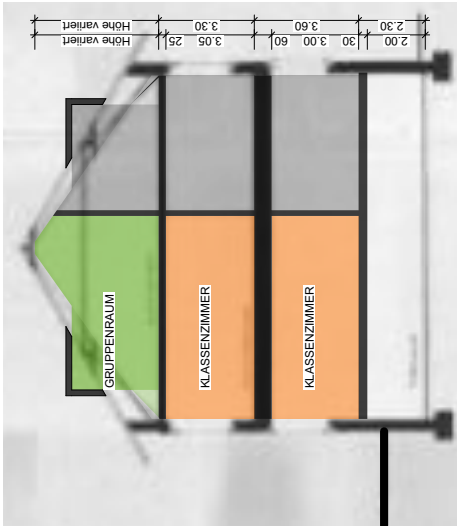 Höhe variiert
3.30
3.60
2.30
Höhe variiert
25
3.05
60
3.00
30
2.00
GRUPPENRAUM
KLASSENZIMMER
KLASSENZIMMER